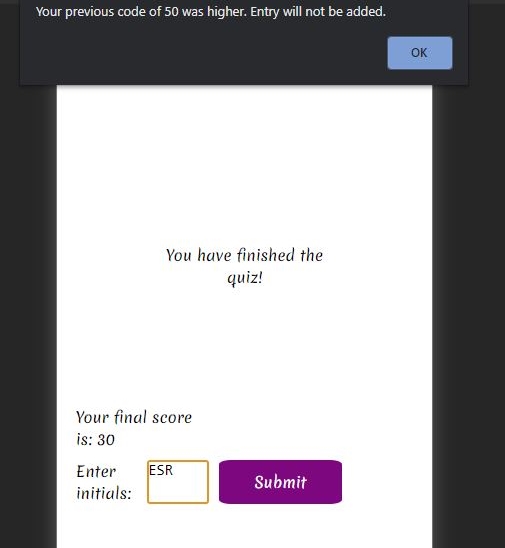 Your previous code of 50 was higher. Entry will not be added.
OK
You have finished the
quiz!
Your final score
is: 30
Enter
initials:
ESR
Submit